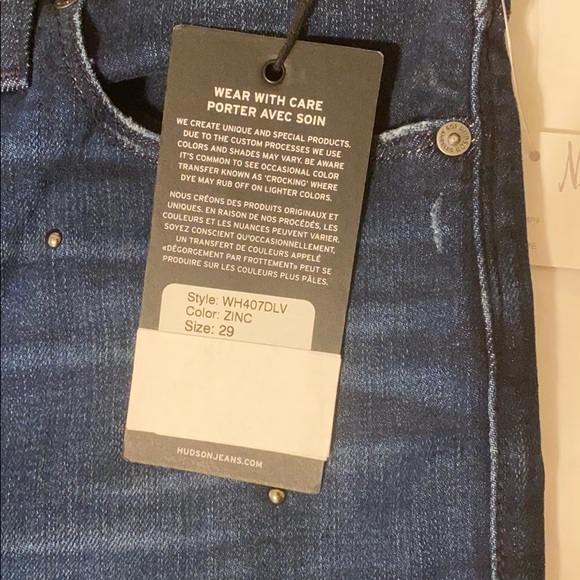 WEAR WITH CARE
PORTER AVEC SOIN
WE CREATE UNIQUE AND SPECIAL PRODUCTS.
DUE TO THE CUSTOM PROCESSES WE USE
COLORS AND SHADES MAY VARY. BE AWARE
IT'S COMMON TO SEE OCCASIONAL COLOR
TRANSFER KNOWN AS 'CROCKING' WHERE
DYE MAY RUB OFF ON LIGHTER COLORS.
NOUS CRÉONS DES PRODUITS ORIGINAUX ET
UNIQUES. EN RAISON DE NOS PROCÉDÉS, LES
COULEURS ET LES NUANCES PEUVENT VARIER.
SOYEZ CONSCIENT QU'OCCASIONNELLEMENT,
UN TRANSFERT DE COULEURS APPELÉ
«DÉGORGEMENT PAR FROTTEMENT» PEUT SE
PRODUIRE SUR LES COULEURS PLUS PÂLES.
Style: WH407DLV
Color: ZINC
Size: 29
HUDSONJEANS.COM